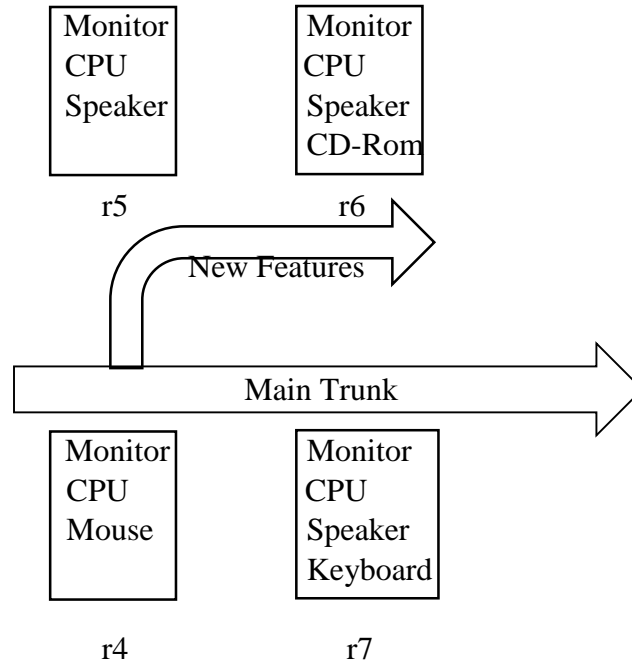 Monitor
CPU
Speaker
r5
Monitor
CPU
Speaker
CD-Rom
r6
New Features
Main Trunk
Monitor
CPU
Mouse
r4
Monitor
CPU
Speaker
Keyboard
r7